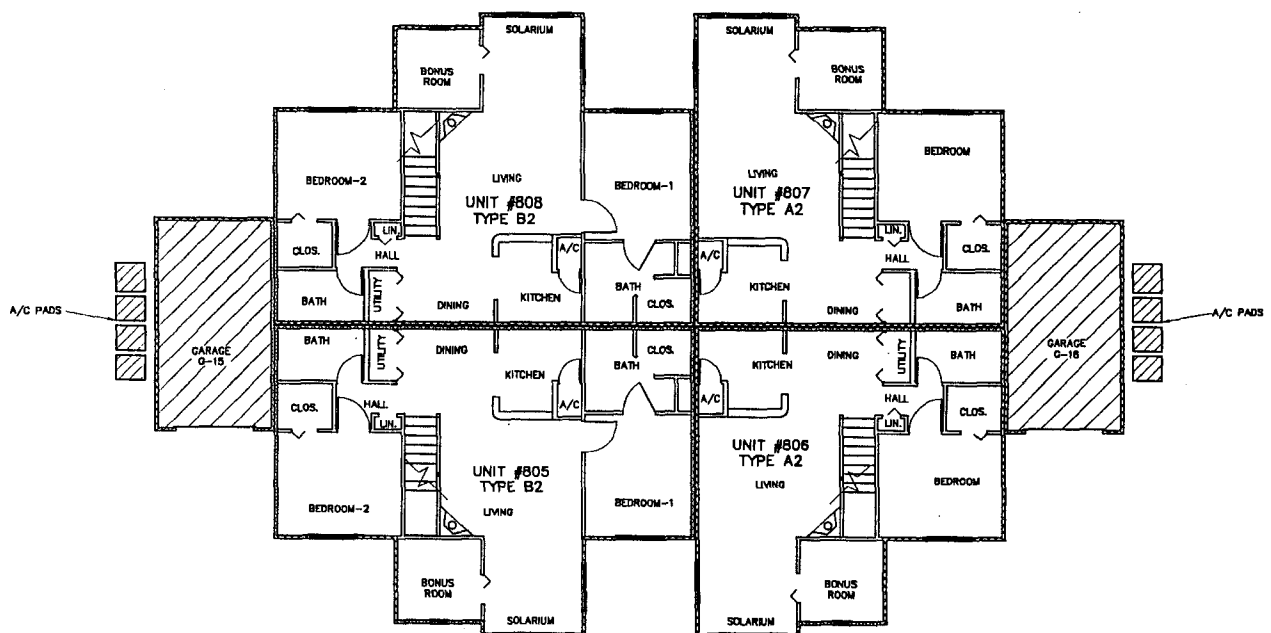 SOLARIUM
SOLARIUM
BONUS
ROOM
BONUS
ROOM
BEDROOM-2
LIVING
UNIT #808
TYPE B2
BEDROOM-1
LIVING
UNIT #807
TYPE A2
BEDROOM
CLOS.
LIN.
HALL
A/C
A/C
LIN.
HALL
CLOS.
BATH
UTILITY
DINING
KITCHEN
BATH
CLOS.
KITCHEN
DINING
BATH
A/C PADS
A/C PADS
GARAGE
G-15
GARAGE
G-16
BATH
UTILITY
DINING
KITCHEN
BATH
CLOS.
KITCHEN
DINING
UTILITY
BATH
CLOS.
HALL
LIN.
A/C
A/C
HALL
LIN.
CLOS.
UNIT #805
TYPE B2
LIVING
BEDROOM-2
BEDROOM-1
UNIT #806
TYPE A2
LIVING
BEDROOM
BONUS
ROOM
BONUS
ROOM
SOLARIUM
SOLARIUM